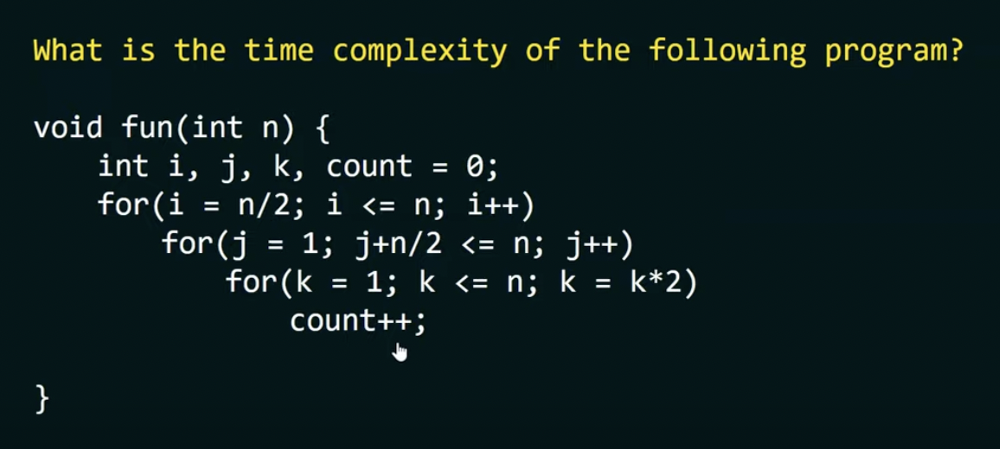 What is the time complexity of the following program?
void fun(int n) {
int i, j, k, count = 0;
for(i = n/2; i <= n; i++)
for(j = 1; j+n/2 <= n; j++)
for(k = 1; k <= n; k = k*2)
count++;
}